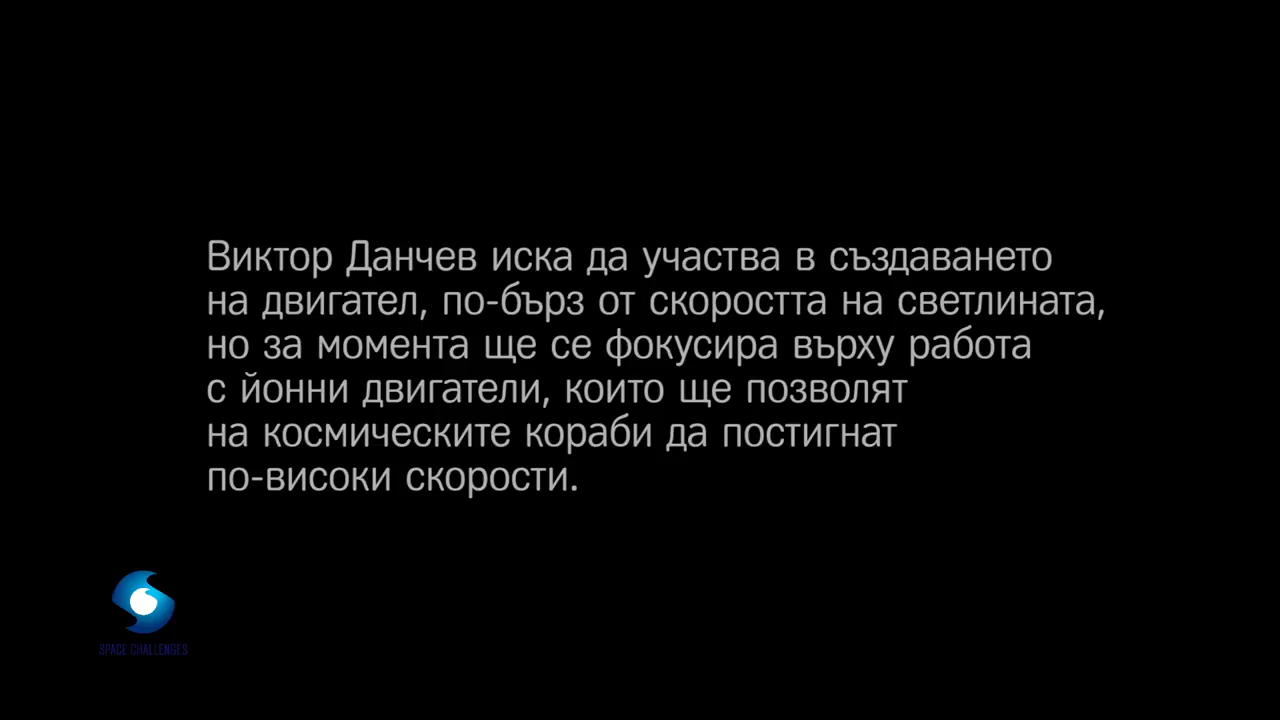 Виктор Данчев иска да участва в създаването
на двигател, по-бърз от скоростта на светлината,
но за момента ще се фокусира върху работа
с йонни двигатели, които ще позволят
на космическите кораби да постигнат
по-високи скорости.
SPACE CHALLENGES